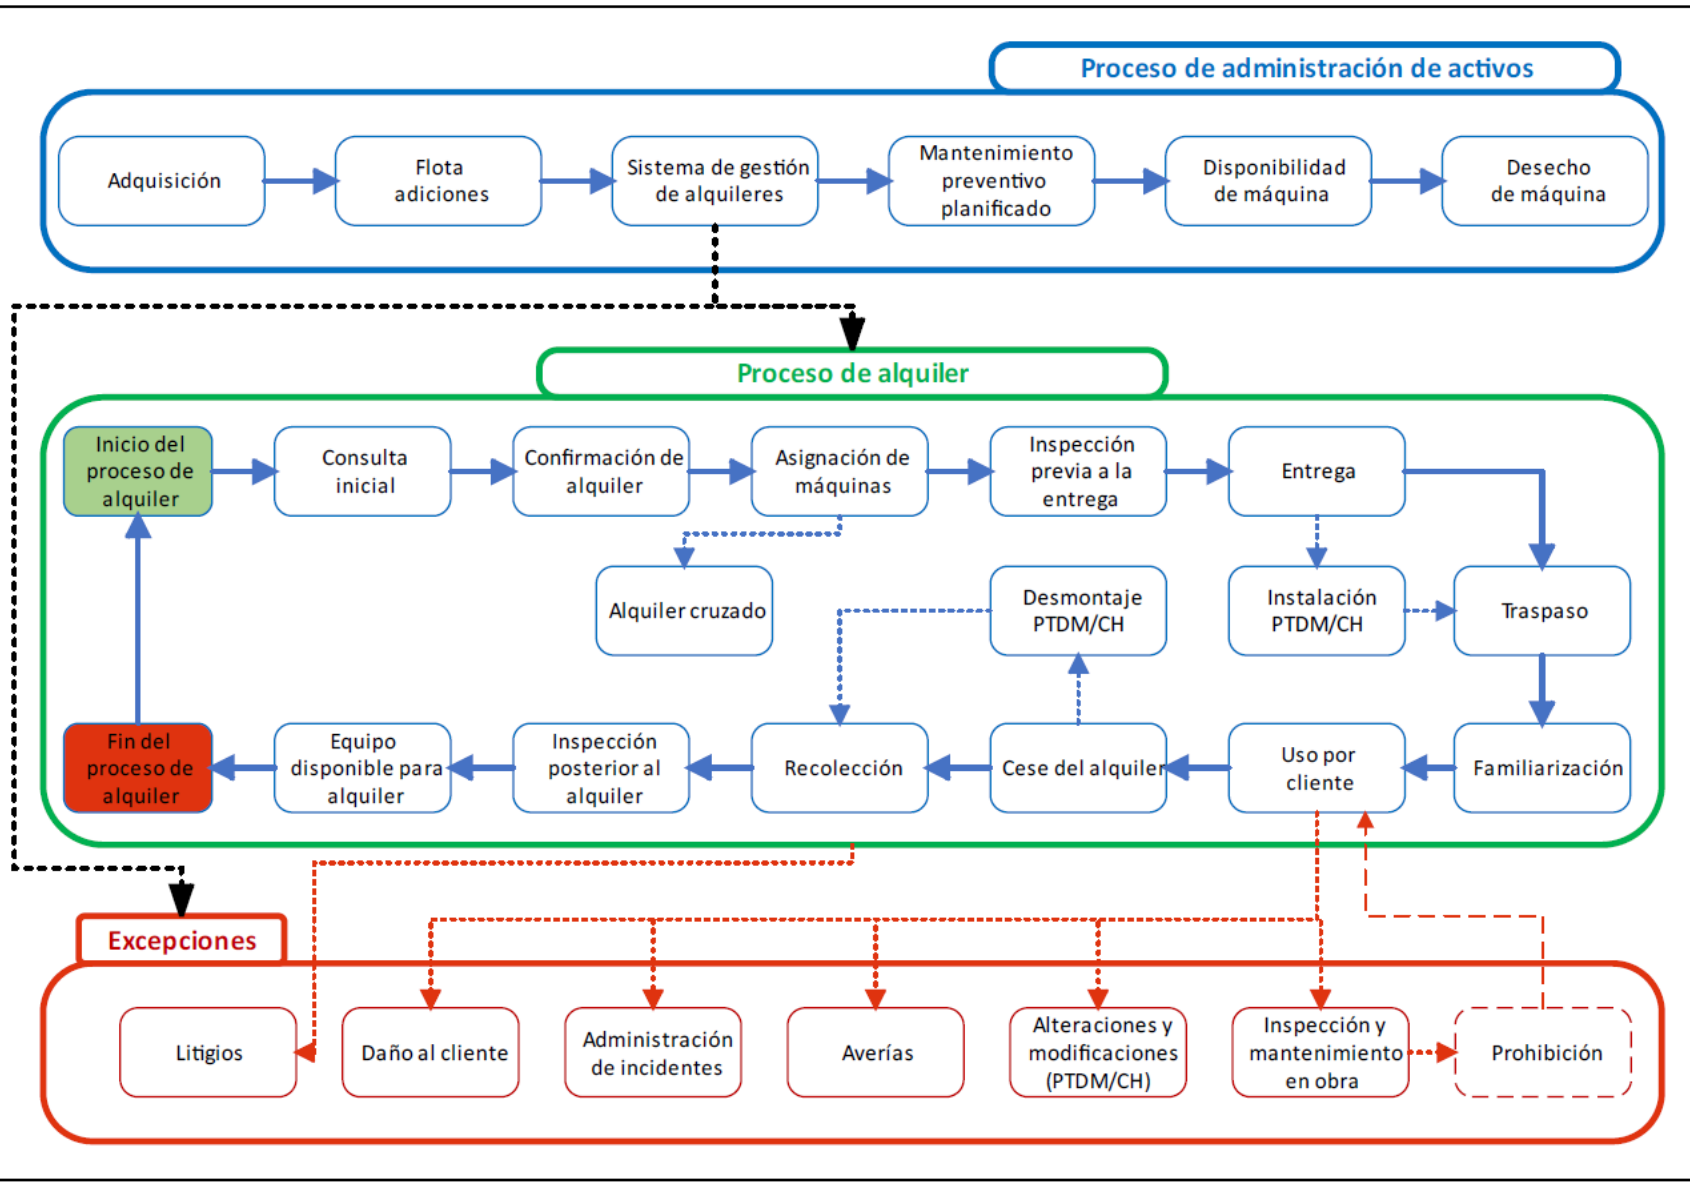 Proceso de administración de activos
Adquisición
Flota
adiciones
Sistema de gestión
de alquileres
Mantenimiento
preventivo
planificado
Disponibilidad
de máquina
Desecho
de máquina
Proceso de alquiler
Inicio del
proceso de
alquiler
Consulta
inicial
Confirmación de
alquiler
Asignación de
máquinas
Inspección
previa a la
entrega
Entrega
Alquiler cruzado
Desmontaje
PTDM/CH
Instalación
PTDM/CH
Traspaso
Fin del
proceso de
alquiler
Equipo
disponible para
alquiler
Inspección
posterior al
alquiler
Recolección
Cese del alquiler
Uso por
cliente
Familiarización
Excepciones
Litigios
Daño al cliente
Administración
de incidentes
Averías
Alteraciones y
modificaciones
(PTDM/CH)
Inspección y
mantenimiento
en obra
Prohibición